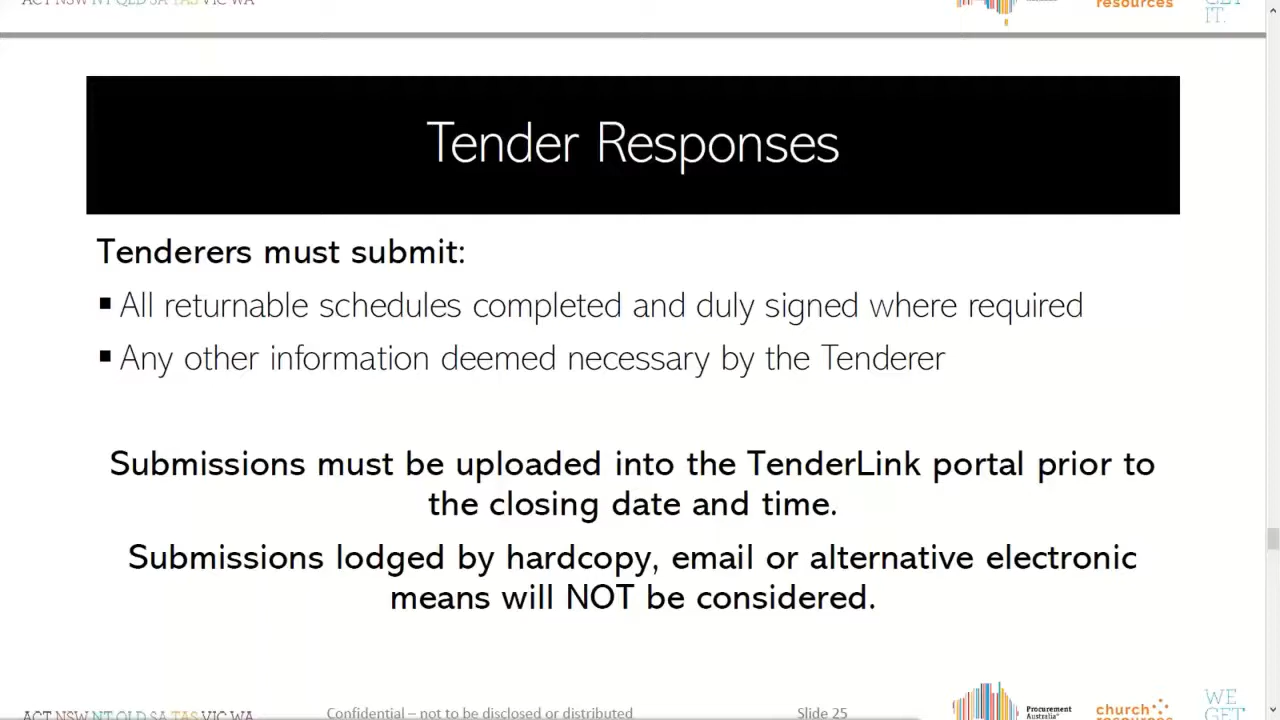 ACT NSW NT QLD SA TAS VIC WA
resources
GET
IT.
Tender Responses
Tenderers must submit:
▪ All returnable schedules completed and duly signed where required
▪ Any other information deemed necessary by the Tenderer
Submissions must be uploaded into the TenderLink portal prior to
the closing date and time.
Submissions lodged by hardcopy, email or alternative electronic
means will NOT be considered.
ACT NSW NT QLD SA TAS VIC WA
Confidential – not to be disclosed or distributed
Slide 25
Procurement
Australia
church
resources
WE
GET